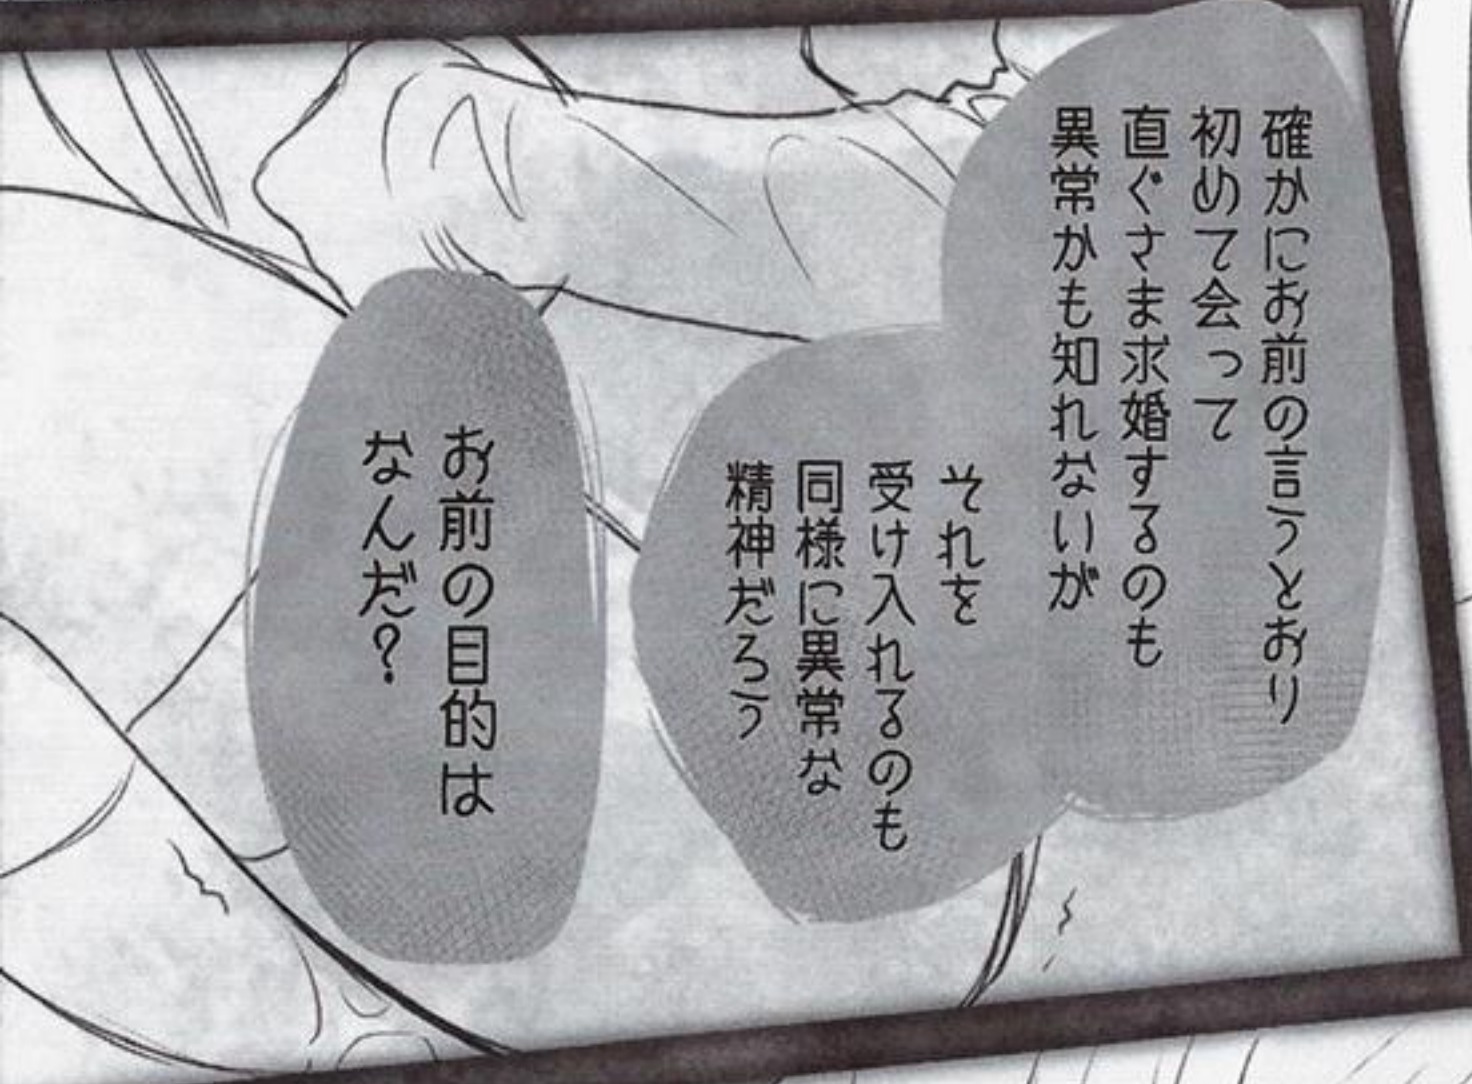 確かにお前の言うとおり
初めて会って
直ぐさま求婚するのも
異常かも知れないが
それを
受け入れるのも
同様に異常な
精神だろう
お前の目的は
なんだ?